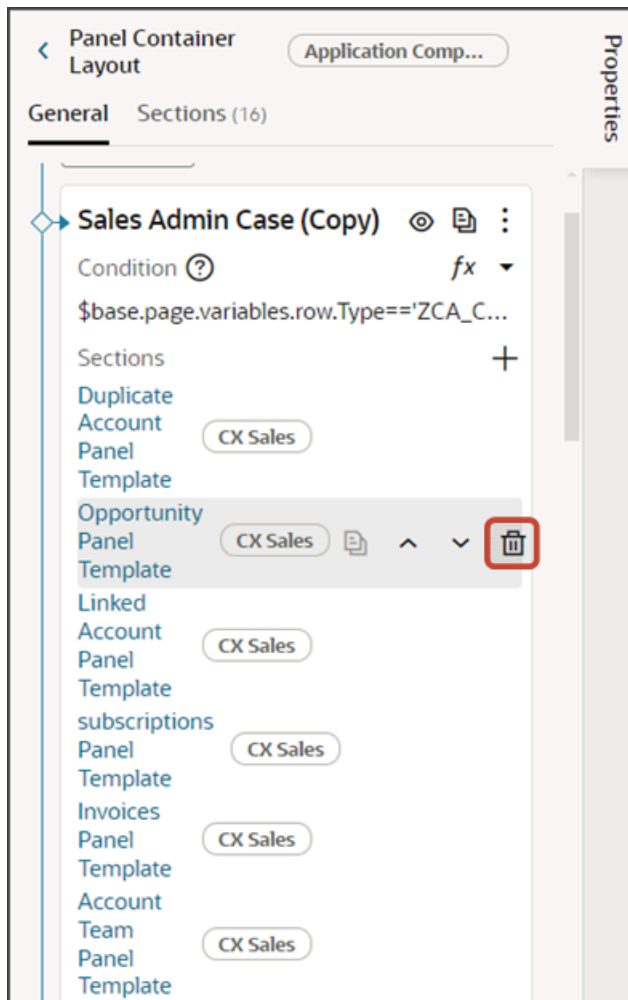 Panel Container
Layout
Application Comp...
Properties
General
Sections (16)
Sales Admin Case (Copy)
Condition ?
fx
$base.page.variables.row.Type=='ZCA_C...
Sections
Duplicate
Account
Panel
Template
CX Sales
Opportunity
Panel
Template
CX Sales
Linked
Account
Panel
Template
CX Sales
subscriptions
Panel
Template
CX Sales
Invoices
Panel
Template
CX Sales
Account
Team
Panel
Template
CX Sales